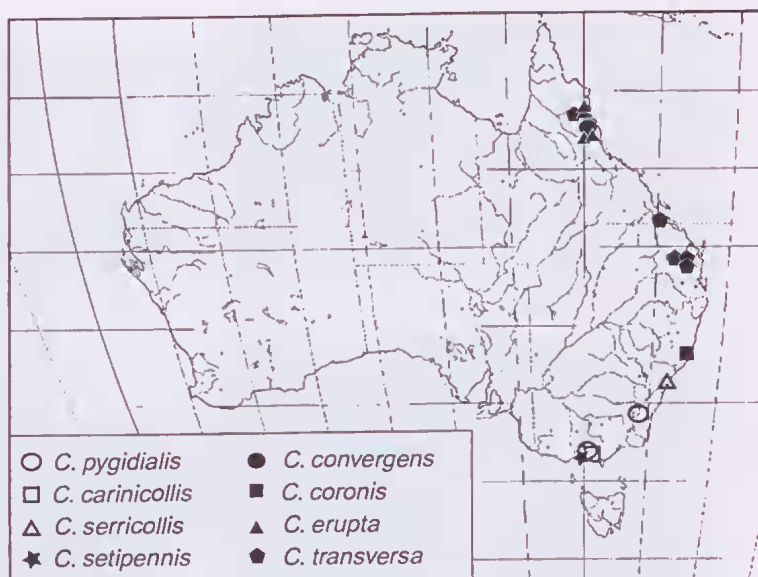 C. pygidialis
C. carinicollis
C. serricollis
C. setipennis
C. convergens
C. coronis
C. erupta
C. transversa